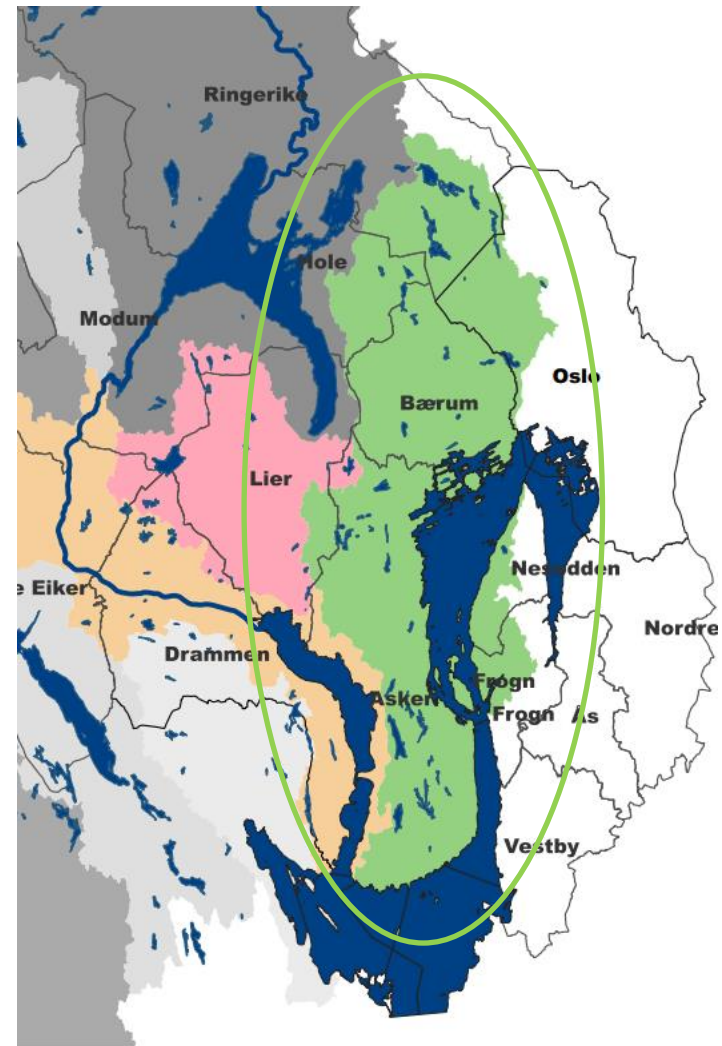 Ringerike
Hole
Modum
Oslo
Bærum
Lier
Nesodden
e Eiker
Nordre
Drammen
Frogn
Asker
Frogn
Ås
Vestby